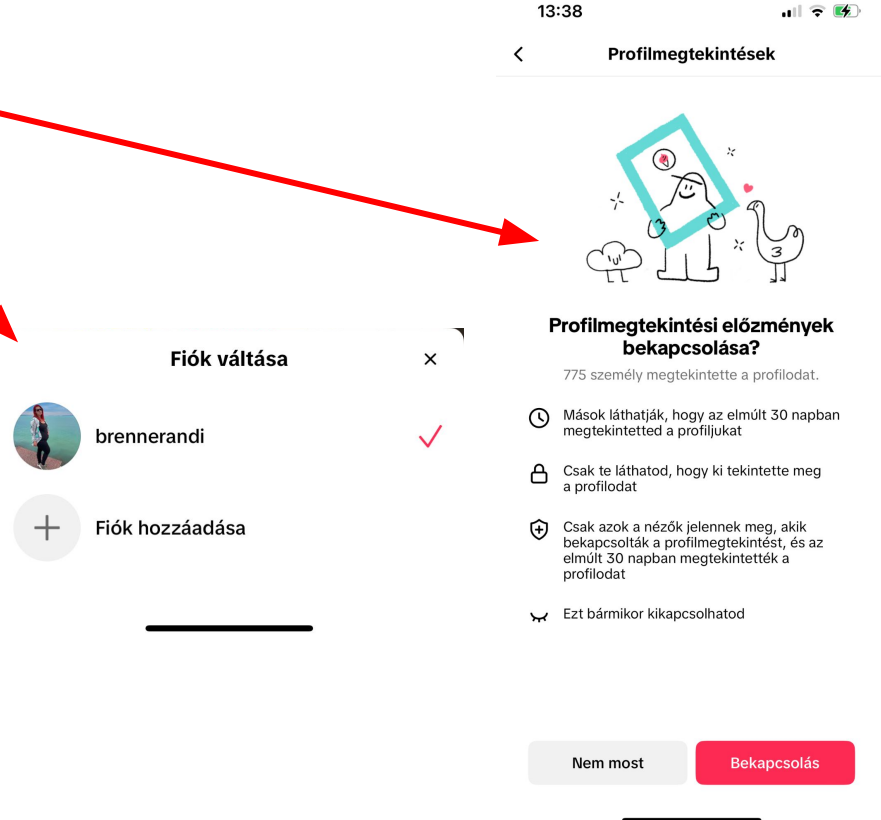 13:38
Profilmegtekintések
3
Profilmegtekintési előzmények
bekapcsolása?
775 személy megtekintette a profilodat.
Mások láthatják, hogy az elmúlt 30 napban
megtekintetted a profiljukat
Csak te láthatod, hogy ki tekintette meg
a profilodat
Csak azok a nézők jelennek meg, akik
bekapcsolták a profilmegtekintést, és az
elmúlt 30 napban megtekintették a
profilodat
Ezt bármikor kikapcsolhatod
Nem most
Bekapcsolás
Fiók váltása
brennerandi
Fiók hozzáadása